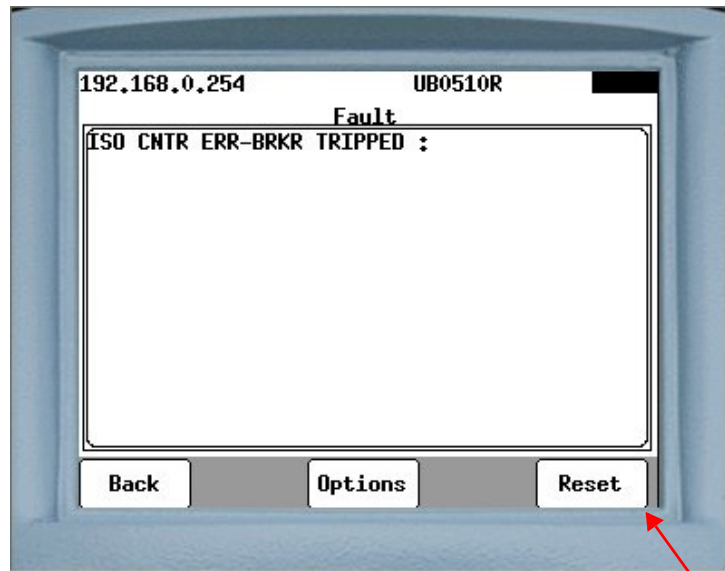 192.168.0.254 UB0510R
Fault
ISO CNTR ERR-BRKR TRIPPED :
Back Options Reset